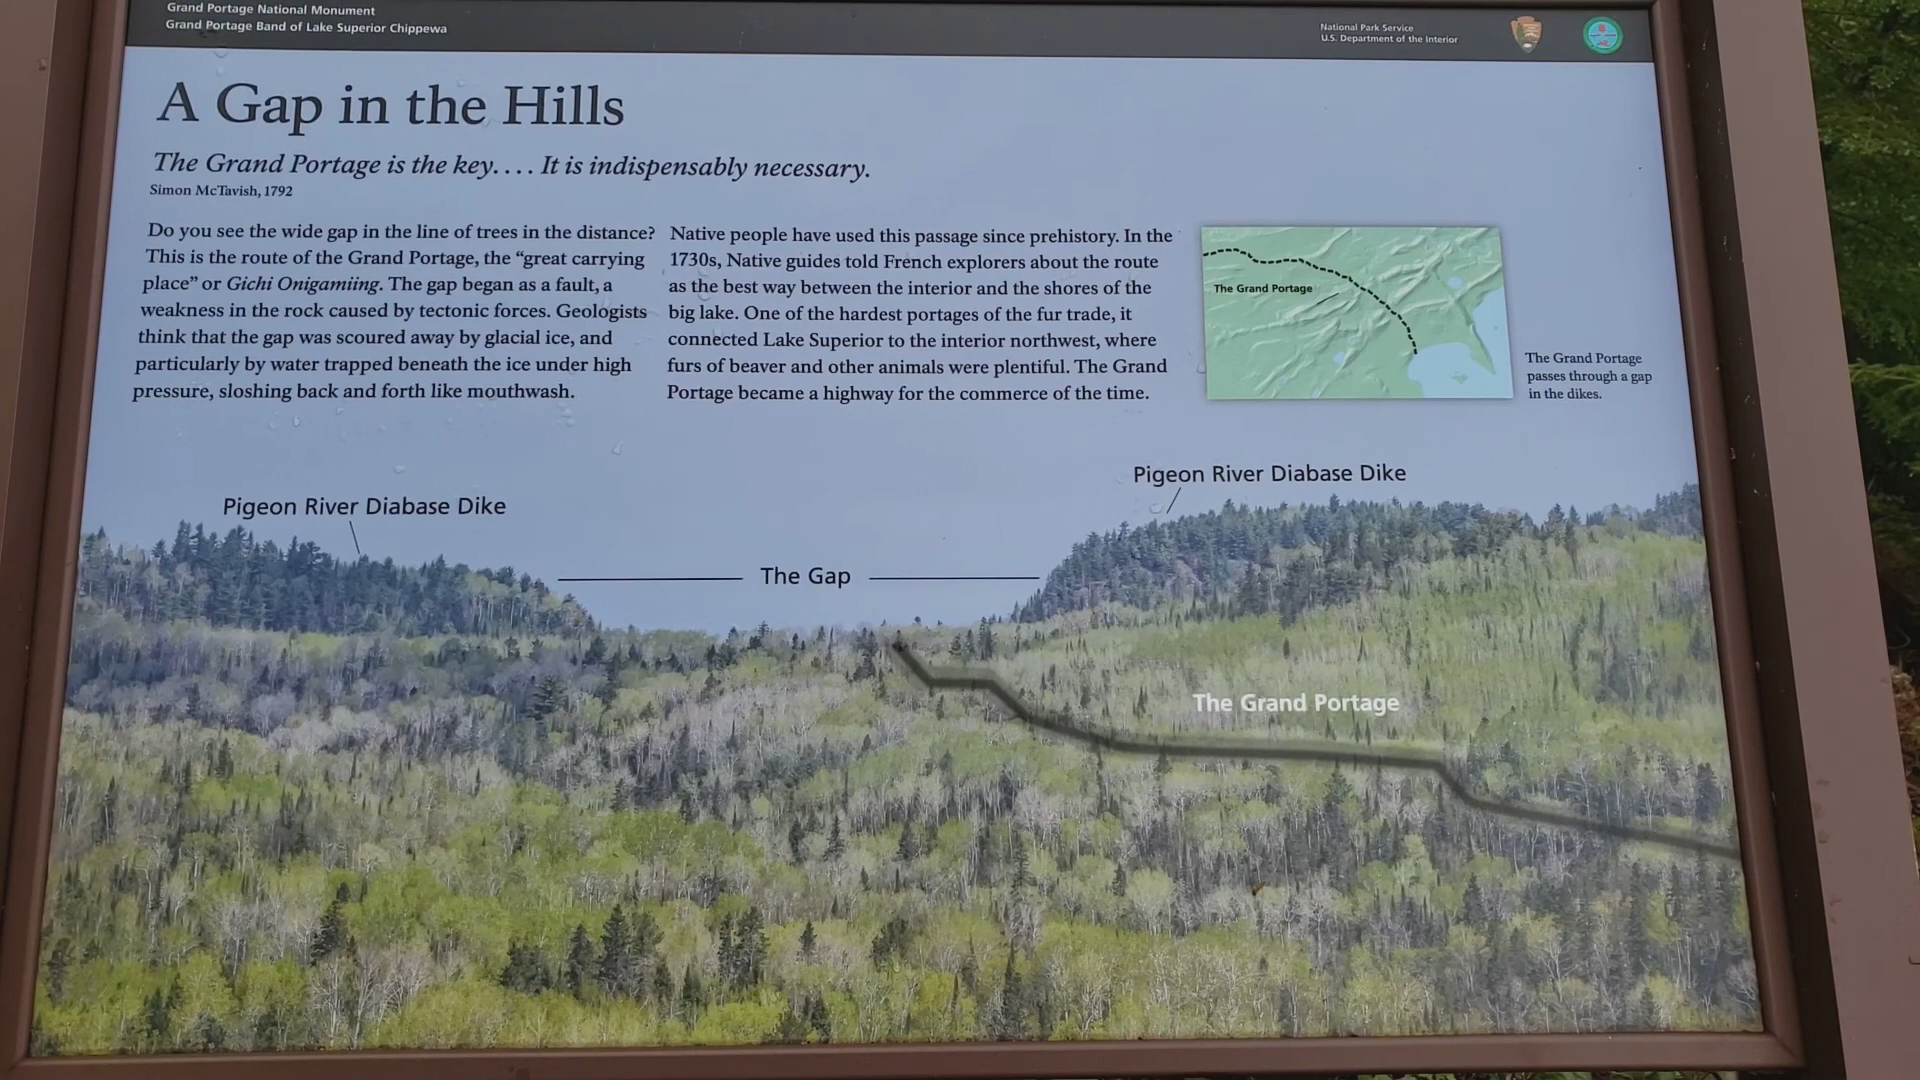 Grand Portage National Monument
Grand Portage Band of Lake Superior Chippewa
National Park Service
U.S. Department of the Interior
A Gap in the Hills
The Grand Portage is the key.... It is indispensably necessary.
Simon McTavish, 1792
Do you see the wide gap in the line of trees in the distance?
This is the route of the Grand Portage, the “great carrying
place” or Gichi Onigamiing. The gap began as a fault, a
weakness in the rock caused by tectonic forces. Geologists
think that the gap was scoured away by glacial ice, and
particularly by water trapped beneath the ice under high
pressure, sloshing back and forth like mouthwash.
Native people have used this passage since prehistory. In the
1730s, Native guides told French explorers about the route
as the best way between the interior and the shores of the
big lake. One of the hardest portages of the fur trade, it
connected Lake Superior to the interior northwest, where
furs of beaver and other animals were plentiful. The Grand
Portage became a highway for the commerce of the time.
The Grand Portage
The Grand Portage
passes through a gap
in the dikes.
Pigeon River Diabase Dike
Pigeon River Diabase Dike
The Gap
The Grand Portage